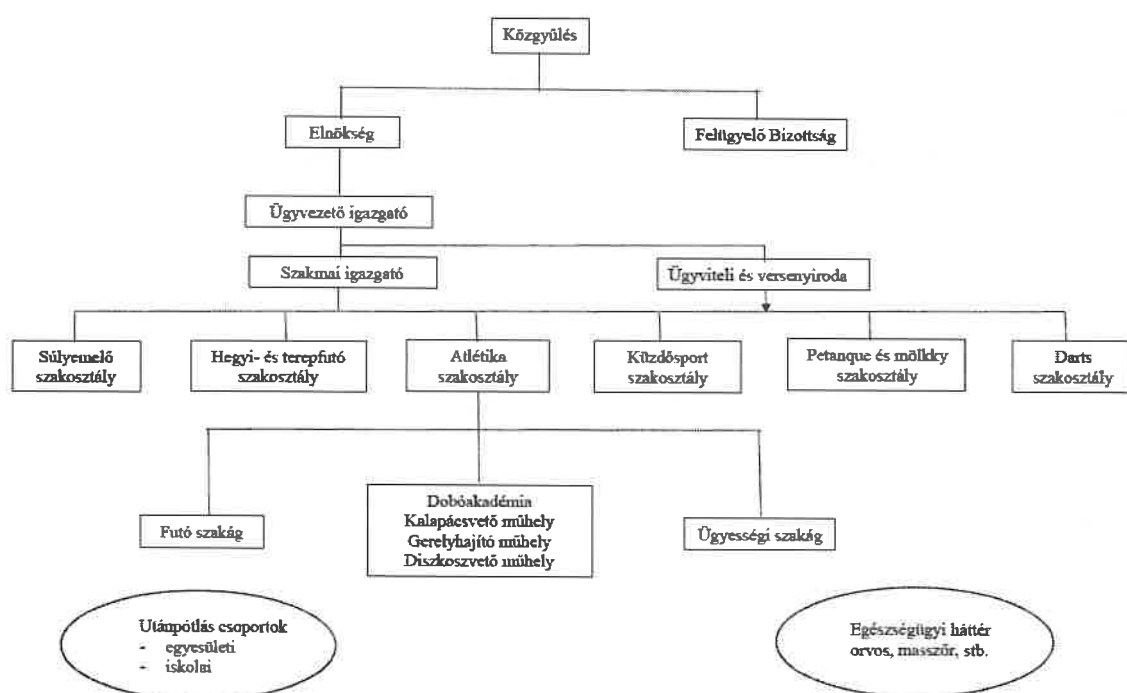 Közgyűlés
Elnökség
Felügyelő Bizottság
Ügyvezető igazgató
Szakmai igazgató
Ügyviteli és versenyiroda
Súlyemelő
szakosztály
Hegyi- és terepfutó
szakosztály
Atlétika
szakosztály
Küzdősport
szakosztály
Petanque és mölkky
szakosztály
Darts
szakosztály
Futó szakág
Dobóakadémia
Kalapácsvető műhely
Gerelyhajító műhely
Diszkoszvető műhely
Ügyességi szakág
Utánpótlás csoportok
- egyesületi
- iskolai
Egészségügyi háttér
orvos, masszőr, stb.